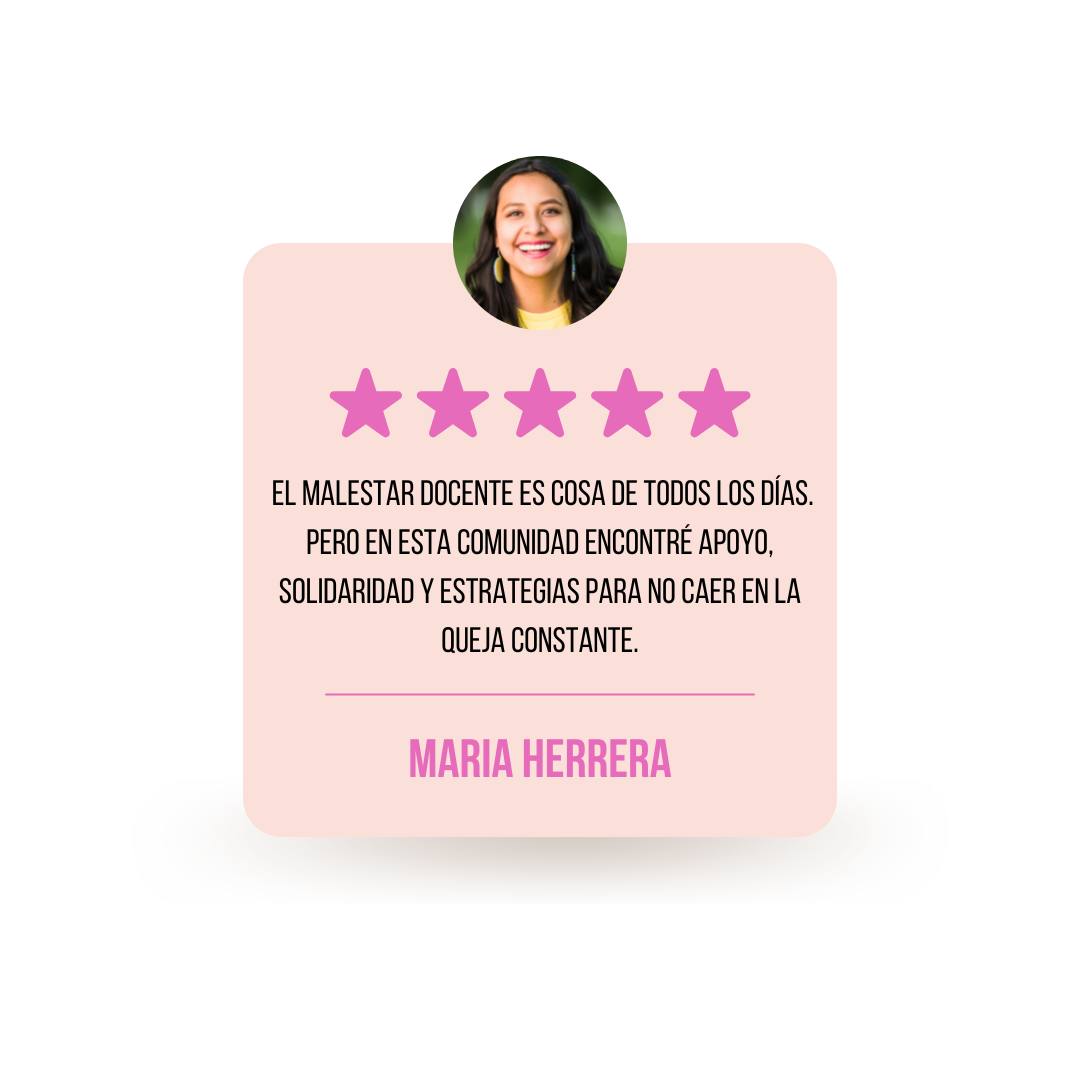 EL MALESTAR DOCENTE ES COSA DE TODOS LOS DÍAS.
PERO EN ESTA COMUNIDAD ENCONTRÉ APOYO,
SOLIDARIDAD Y ESTRATEGIAS PARA NO CAER EN LA
QUEJA CONSTANTE.
MARIA HERRERA